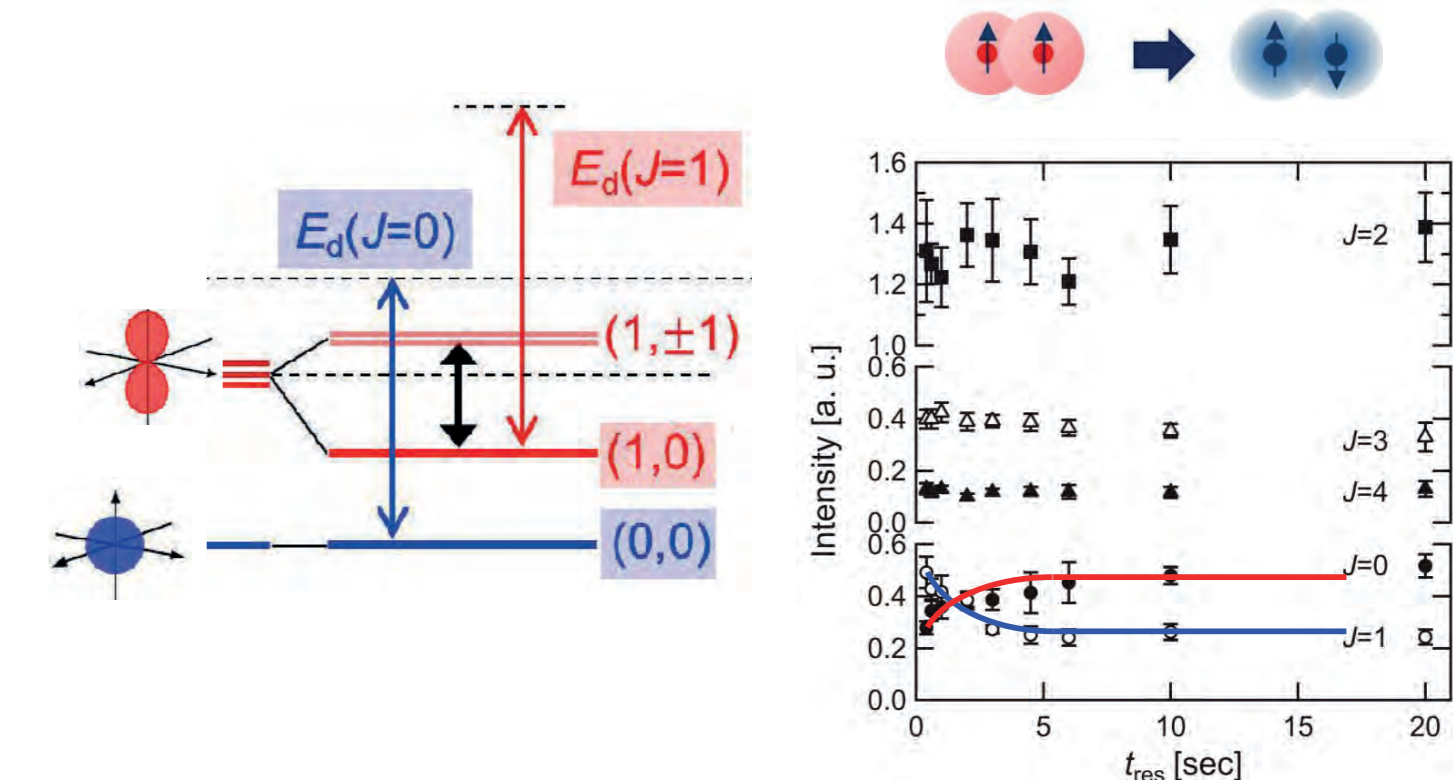 E_d(J=1)
E_d(J=0)
(1,±1)
(1,0)
(0,0)
Intensity [a. u.]
1.6
1.4
1.2
1.0
J=2
0.6
0.4
0.2
0.0
J=3
J=4
0.6
0.4
0.2
0.0
J=0
J=1
0
5
10
15
20
t_res [sec]